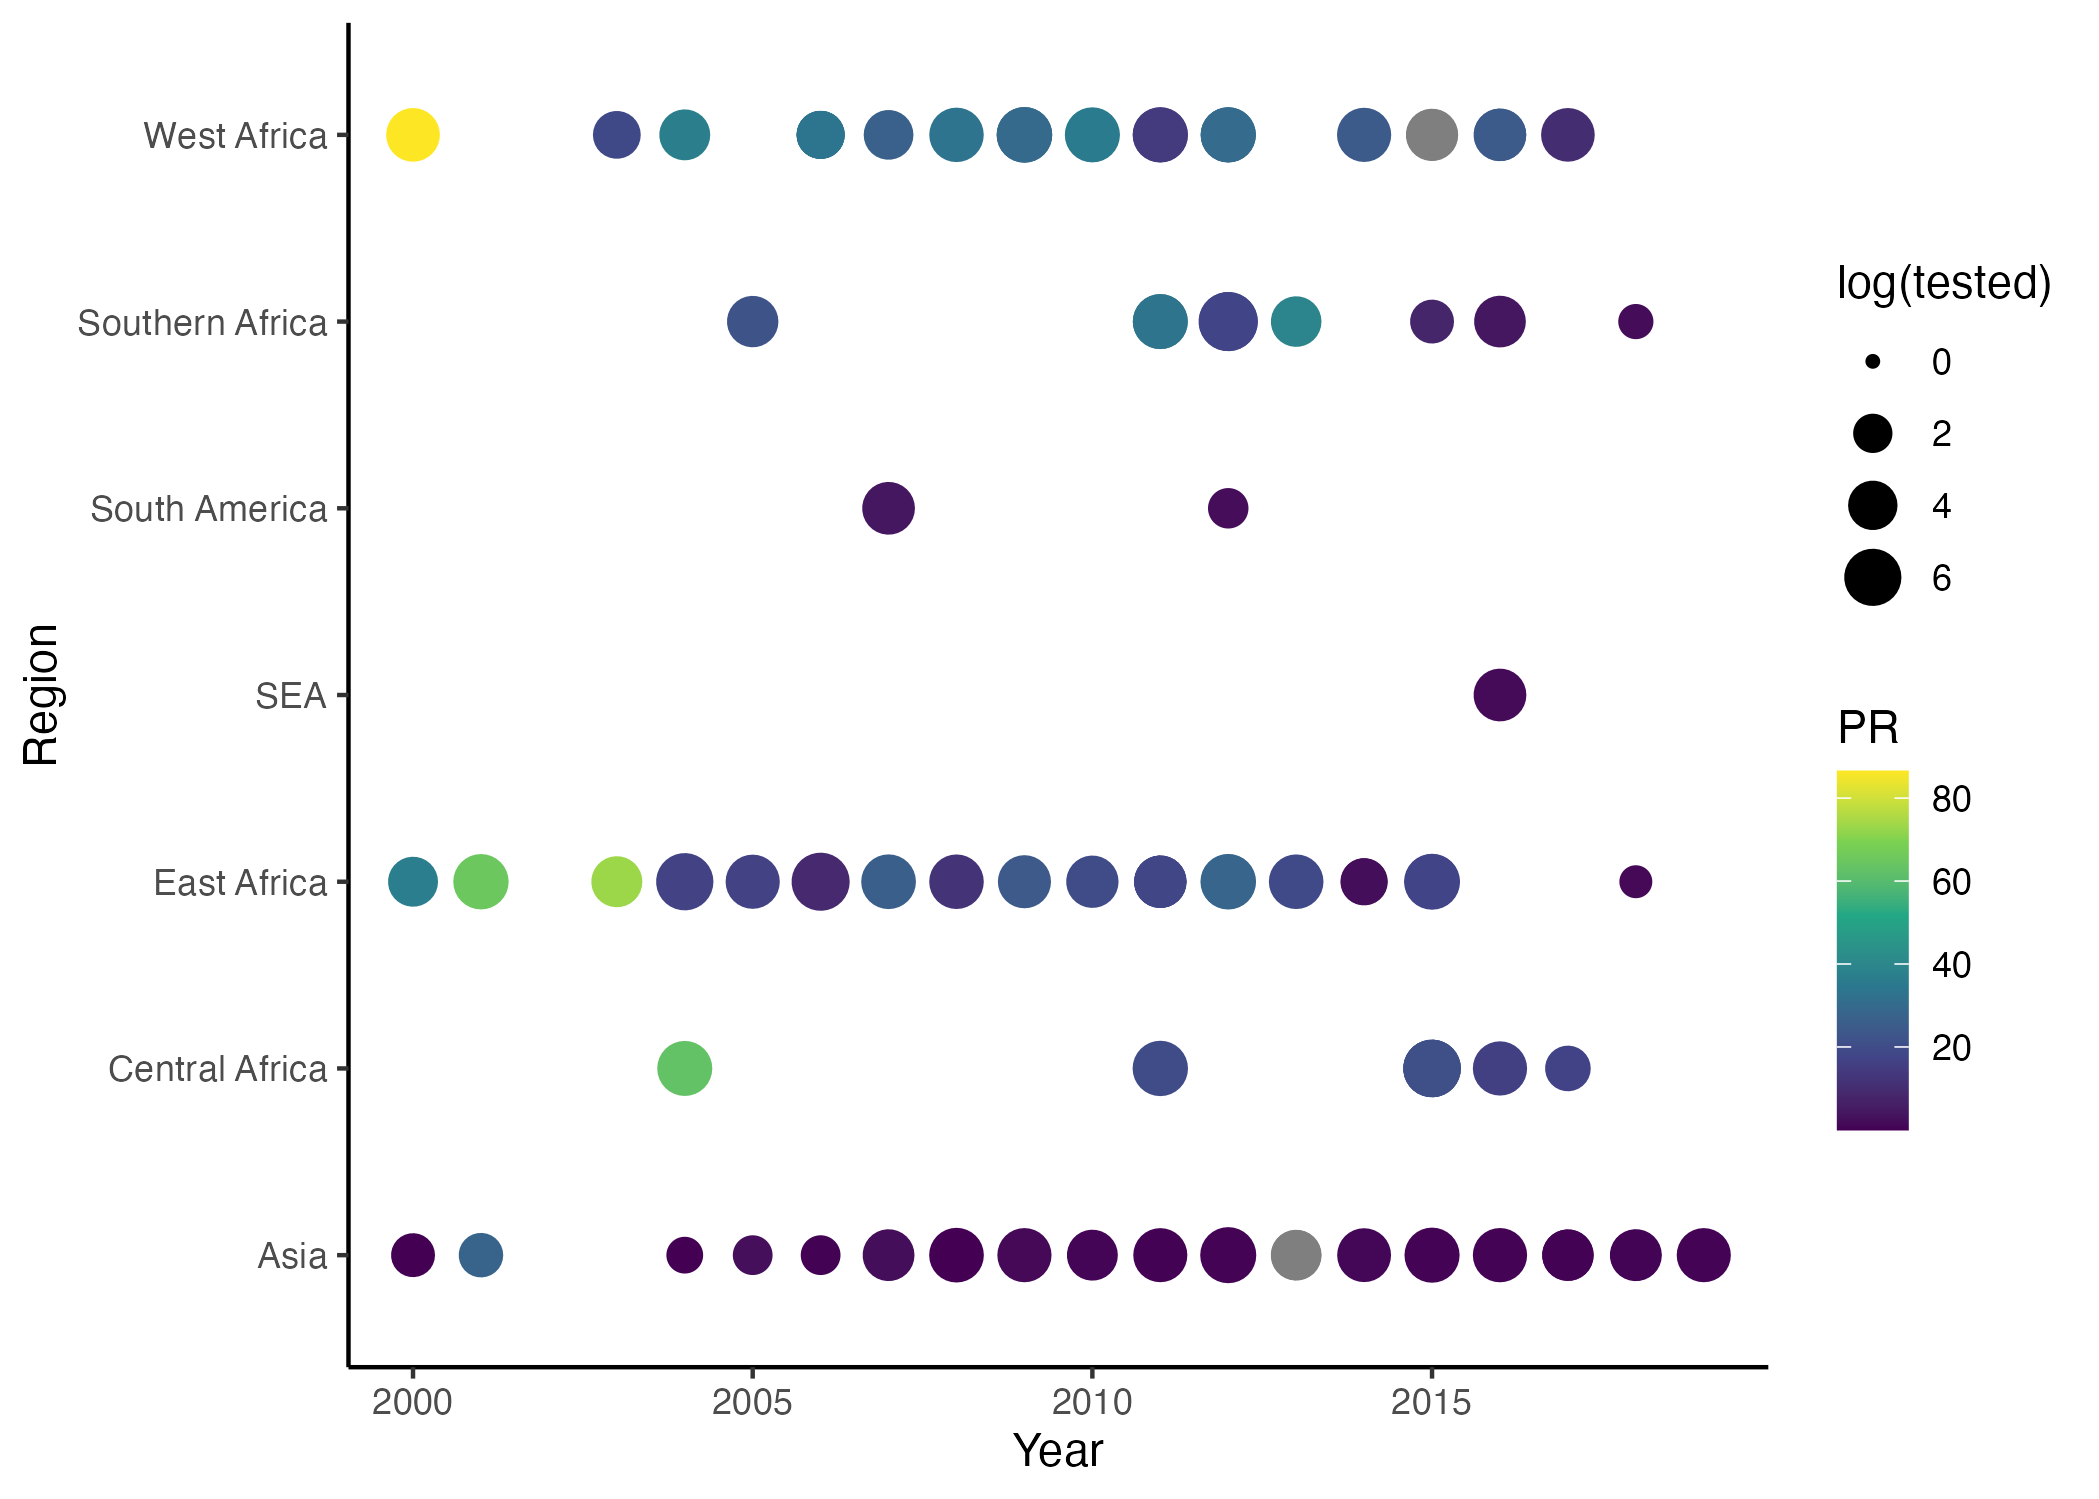 West Africa
Southern Africa
South America
SEA
East Africa
Central Africa
Asia
Region
2000
2005
2010
2015
Year
log(tested)
0
2
4
6
PR
80
60
40
20